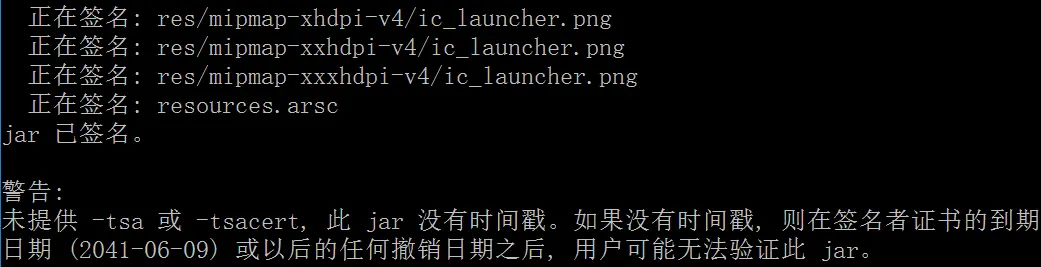 正在签名: res/mipmap-xhdpi-v4/ic_launcher.png
正在签名: res/mipmap-xxhdpi-v4/ic_launcher.png
正在签名: res/mipmap-xxxhdpi-v4/ic_launcher.png
正在签名: resources.arsc
jar 已签名。
警告:
未提供 -tsa 或 -tsacert, 此 jar 没有时间戳。如果没有时间戳, 则在签名者证书的到期
日期 (2041-06-09) 或以后的任何撤销日期之后, 用户可能无法验证此 jar。